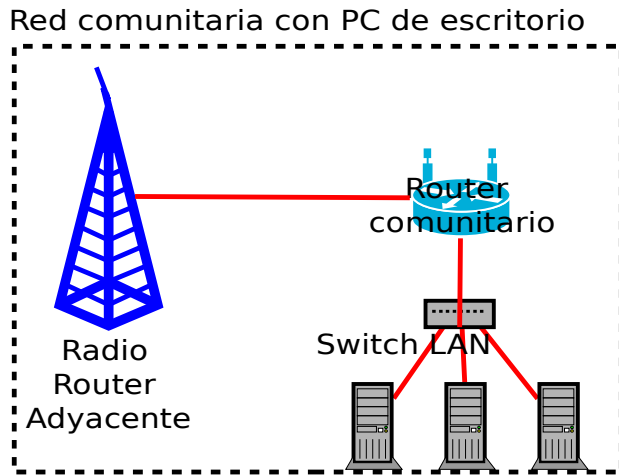 Red comunitaria con PC de escritorio
Router
comunitario
Switch LAN
Radio
Router
Adyacente